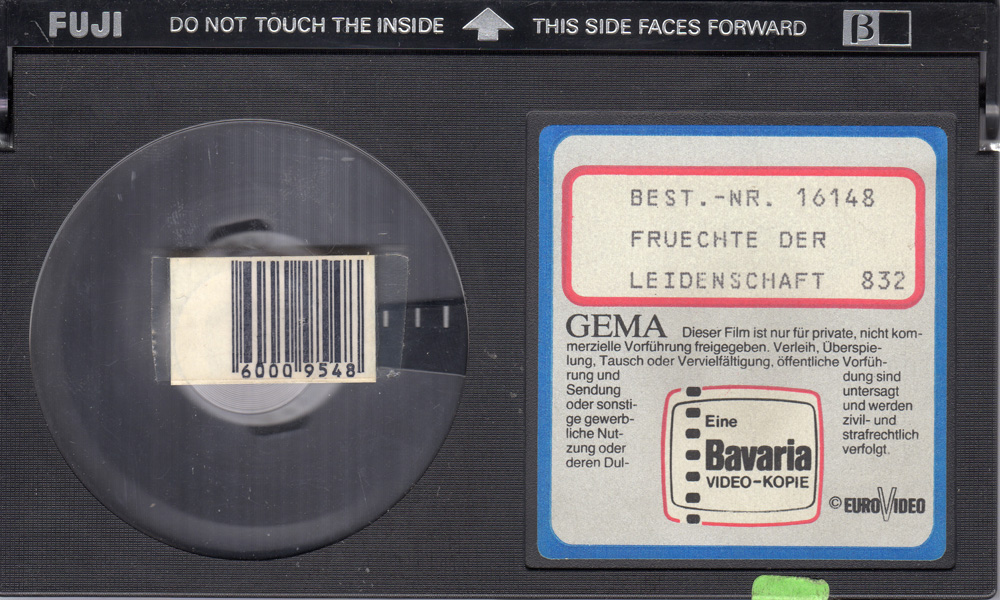 FUJI DO NOT TOUCH THE INSIDE THIS SIDE FACES FORWARD β
BEST.-NR. 16148
FRUECHTE DER
LEIDENSCHAFT 832
6000 9548
GEMA Dieser Film ist nur für private, nicht kom-
merzielle Vorführung freigegeben. Verleih, Überspie-
lung, Tausch oder Vervielfältigung, öffentliche Vorfüh-
rung und
Sendung
oder sonsti-
ge gewerb-
liche Nut-
zung oder
deren Dul-
dung sind
untersagt
und werden
zivil- und
strafrechtlich
verfolgt.
Eine
Bavaria
VIDEO-KOPIE
© EUROVIDEO